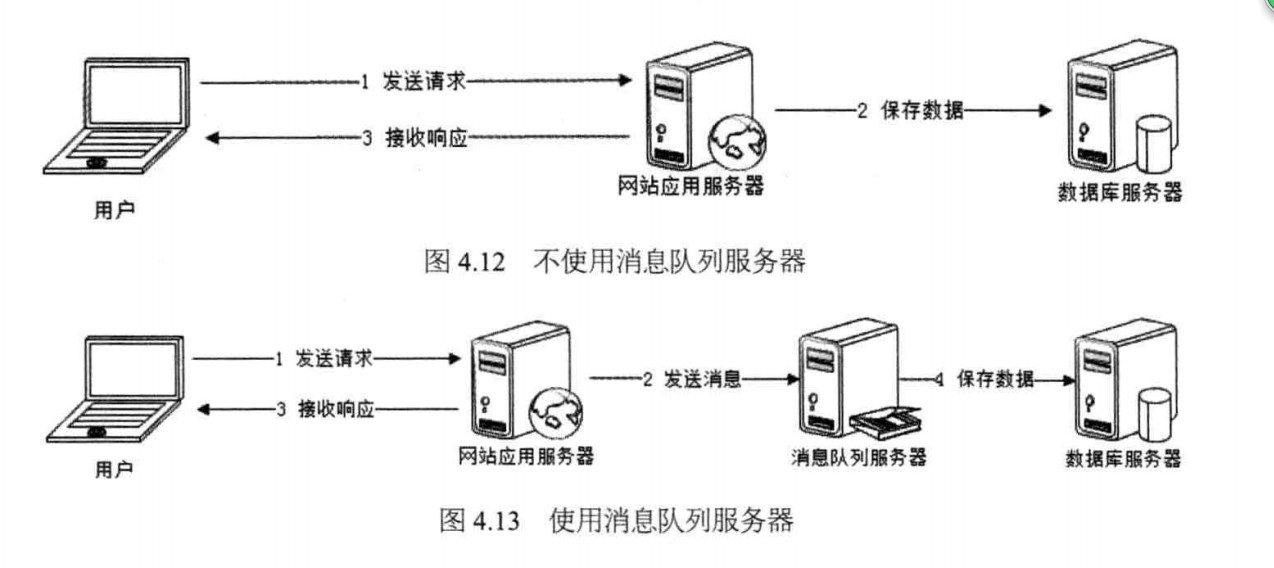 1 发送请求
2 保存数据
3 接收响应
用户
网站应用服务器
数据库服务器
图 4.12 不使用消息队列服务器
1 发送请求
2 发送消息
4 保存数据
3 接收响应
用户
网站应用服务器
消息队列服务器
数据库服务器
图 4.13 使用消息队列服务器